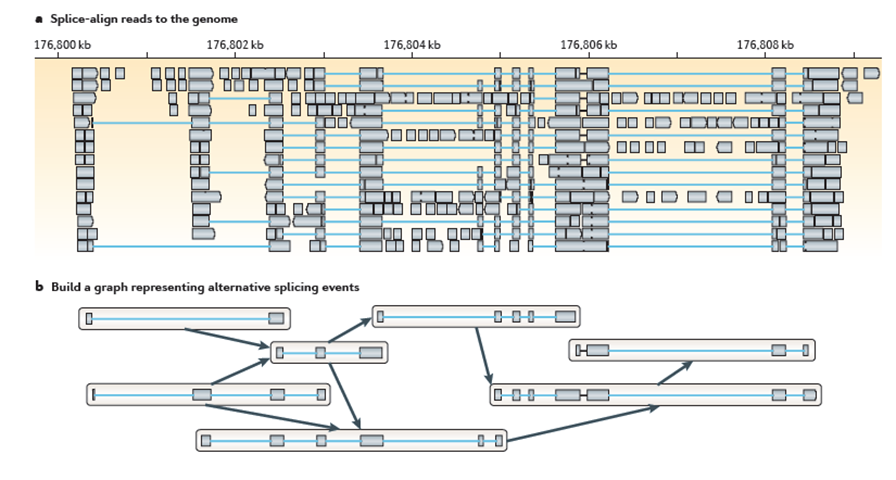 a Splice-align reads to the genome
176,800 kb 176,802 kb 176,804 kb 176,806 kb 176,808 kb
b Build a graph representing alternative splicing events